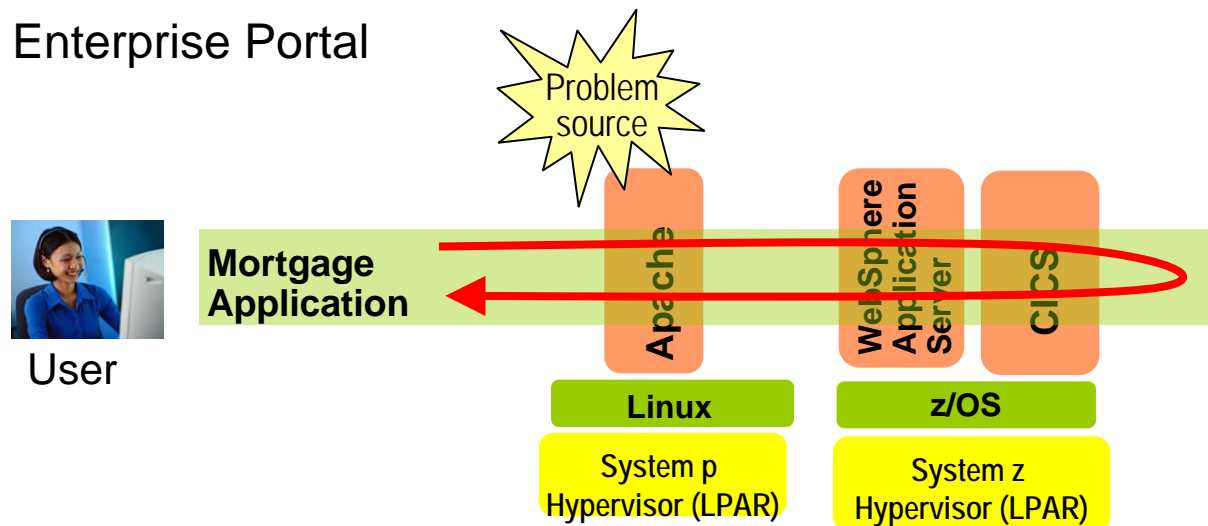 Enterprise Portal
Problem
source
Mortgage
Application
User
Apache
WebSphere
Application
Server
CICS
Linux
z/OS
System p
Hypervisor (LPAR)
System z
Hypervisor (LPAR)